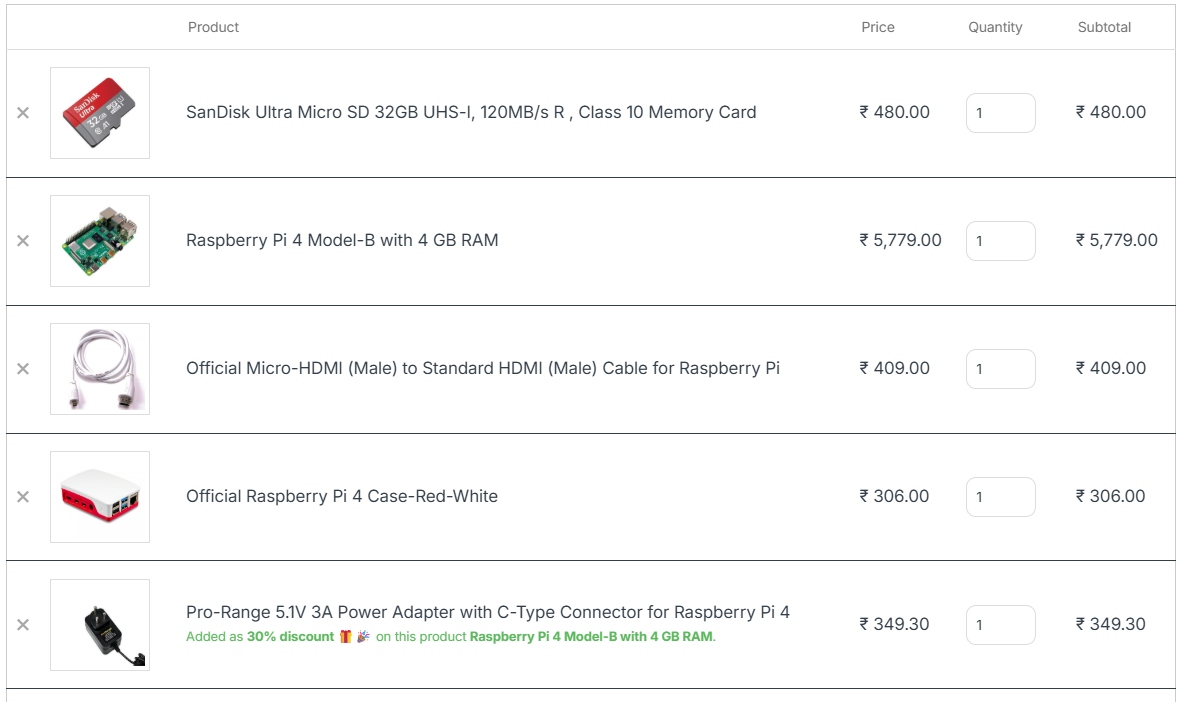 Product Price Quantity Subtotal
× SanDisk Ultra 32 GB A1 SanDisk Ultra Micro SD 32GB UHS-I, 120MB/s R , Class 10 Memory Card ₹ 480.00 1 ₹ 480.00
× Raspberry Pi 4 Model-B with 4 GB RAM ₹ 5,779.00 1 ₹ 5,779.00
× Official Micro-HDMI (Male) to Standard HDMI (Male) Cable for Raspberry Pi ₹ 409.00 1 ₹ 409.00
× Official Raspberry Pi 4 Case-Red-White ₹ 306.00 1 ₹ 306.00
× Pro-Range 5.1V 3A Power Adapter with C-Type Connector for Raspberry Pi 4 ₹ 349.30 1 ₹ 349.30
Added as 30% discount 🎁 🎉 on this product Raspberry Pi 4 Model-B with 4 GB RAM.